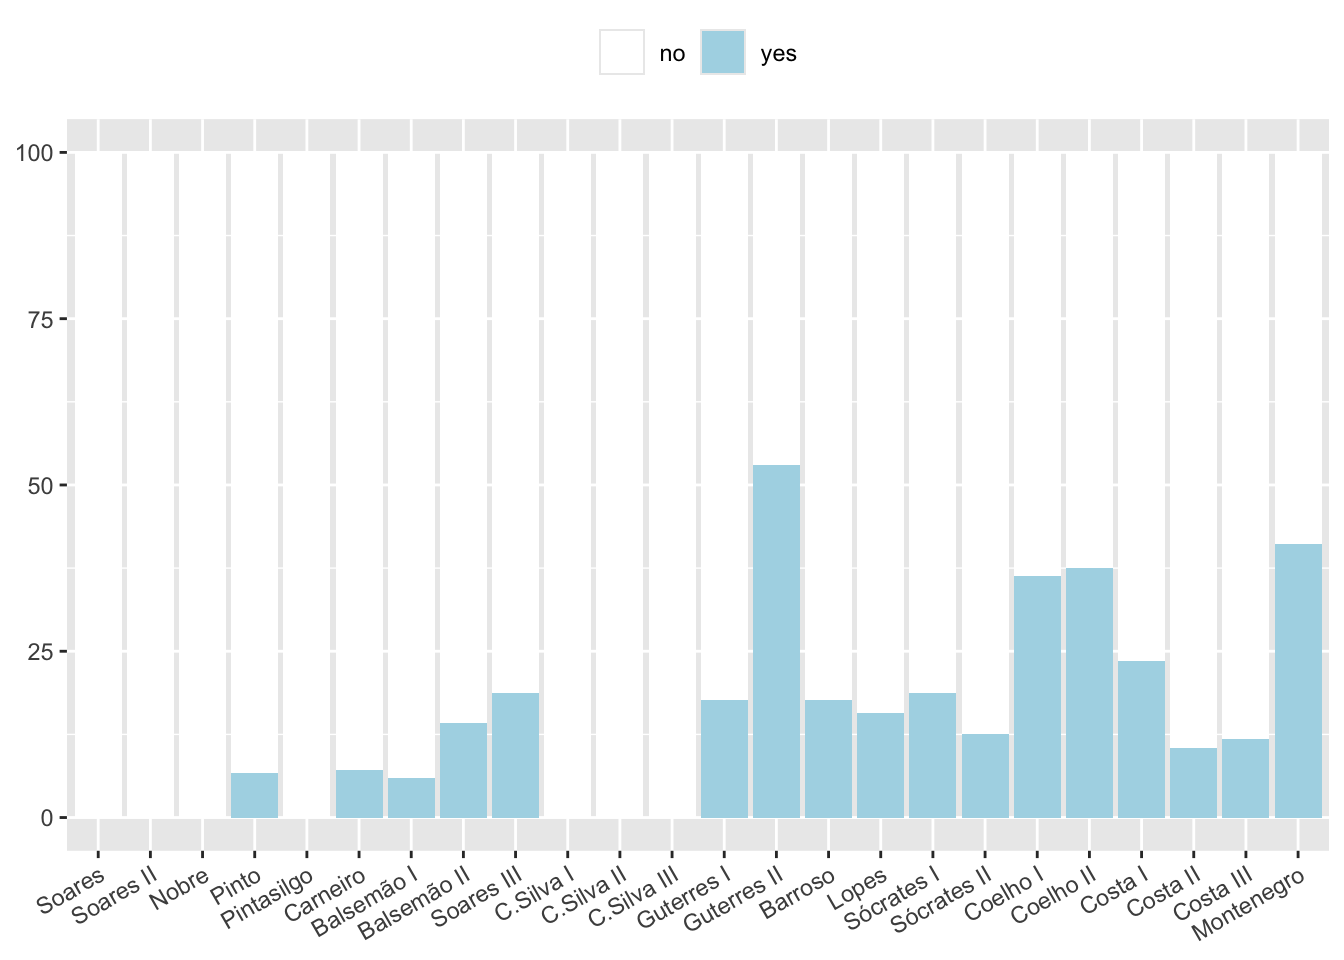 no yes
100
75
50
25
0
Soares
Soares II
Nobre
Pinto
Pintasilgo
Carneiro
Balsemão I
Balsemão II
Soares III
C.Silva I
C.Silva II
C.Silva III
Guterres I
Guterres II
Barroso
Lopes
Sócrates I
Sócrates II
Coelho I
Coelho II
Costa I
Costa II
Costa III
Montenegro